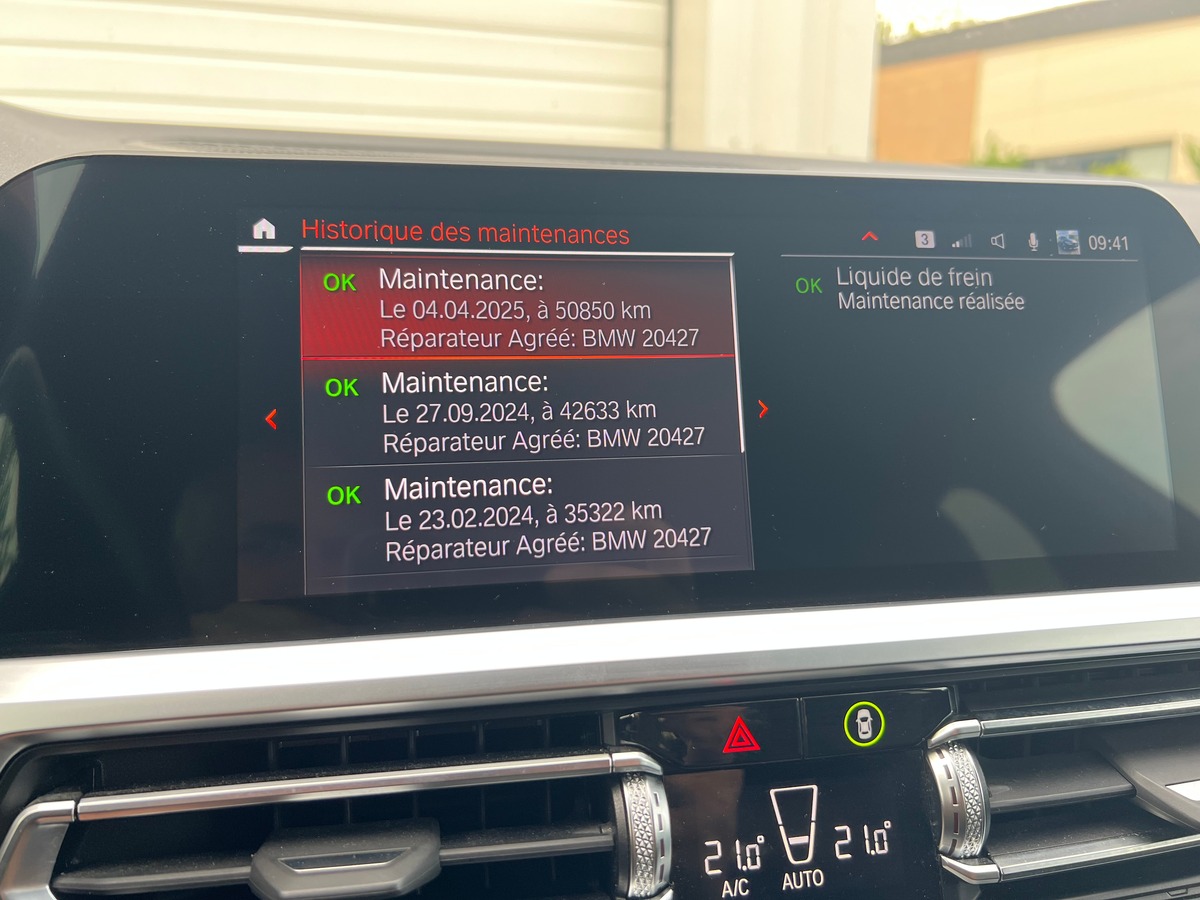 Historique des maintenances
3
09:41
OK Maintenance:
Le 04.04.2025, à 50850 km
Réparateur Agréé: BMW 20427
OK Maintenance:
Le 27.09.2024, à 42633 km
Réparateur Agréé: BMW 20427
OK Maintenance:
Le 23.02.2024, à 35322 km
Réparateur Agréé: BMW 20427
OK Liquide de frein
Maintenance réalisée
21.0° 21.0°
A/C AUTO